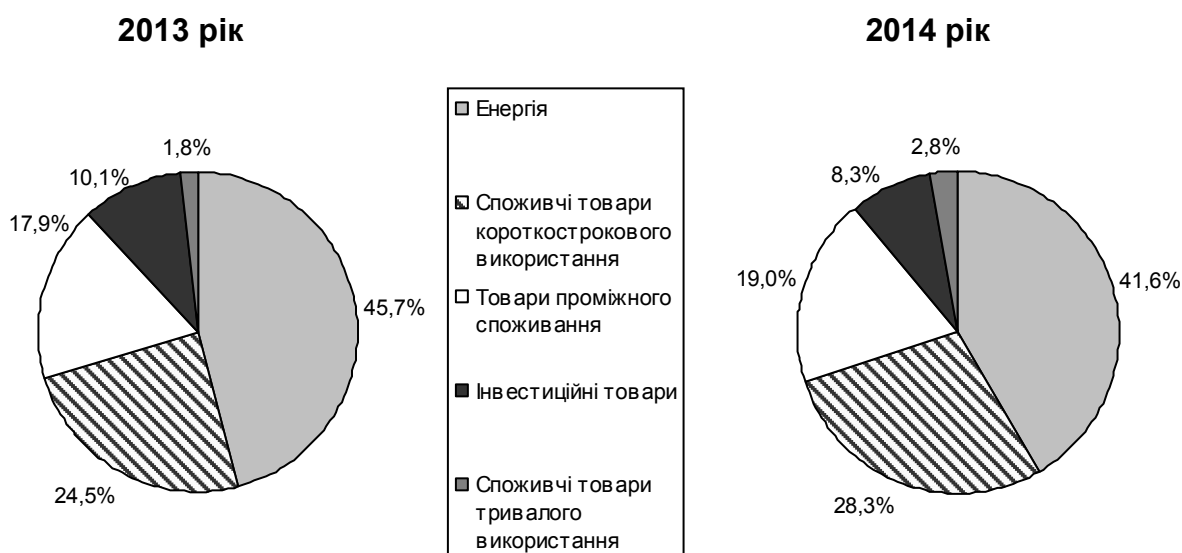 2013 рік
2014 рік
1,8%
10,1%
17,9%
45,7%
24,5%
Енергія
Споживчі товари
короткострокового
використання
Товари проміжного
споживання
Інвестиційні товари
Споживчі товари
тривалого
використання
2,8%
8,3%
19,0%
41,6%
28,3%